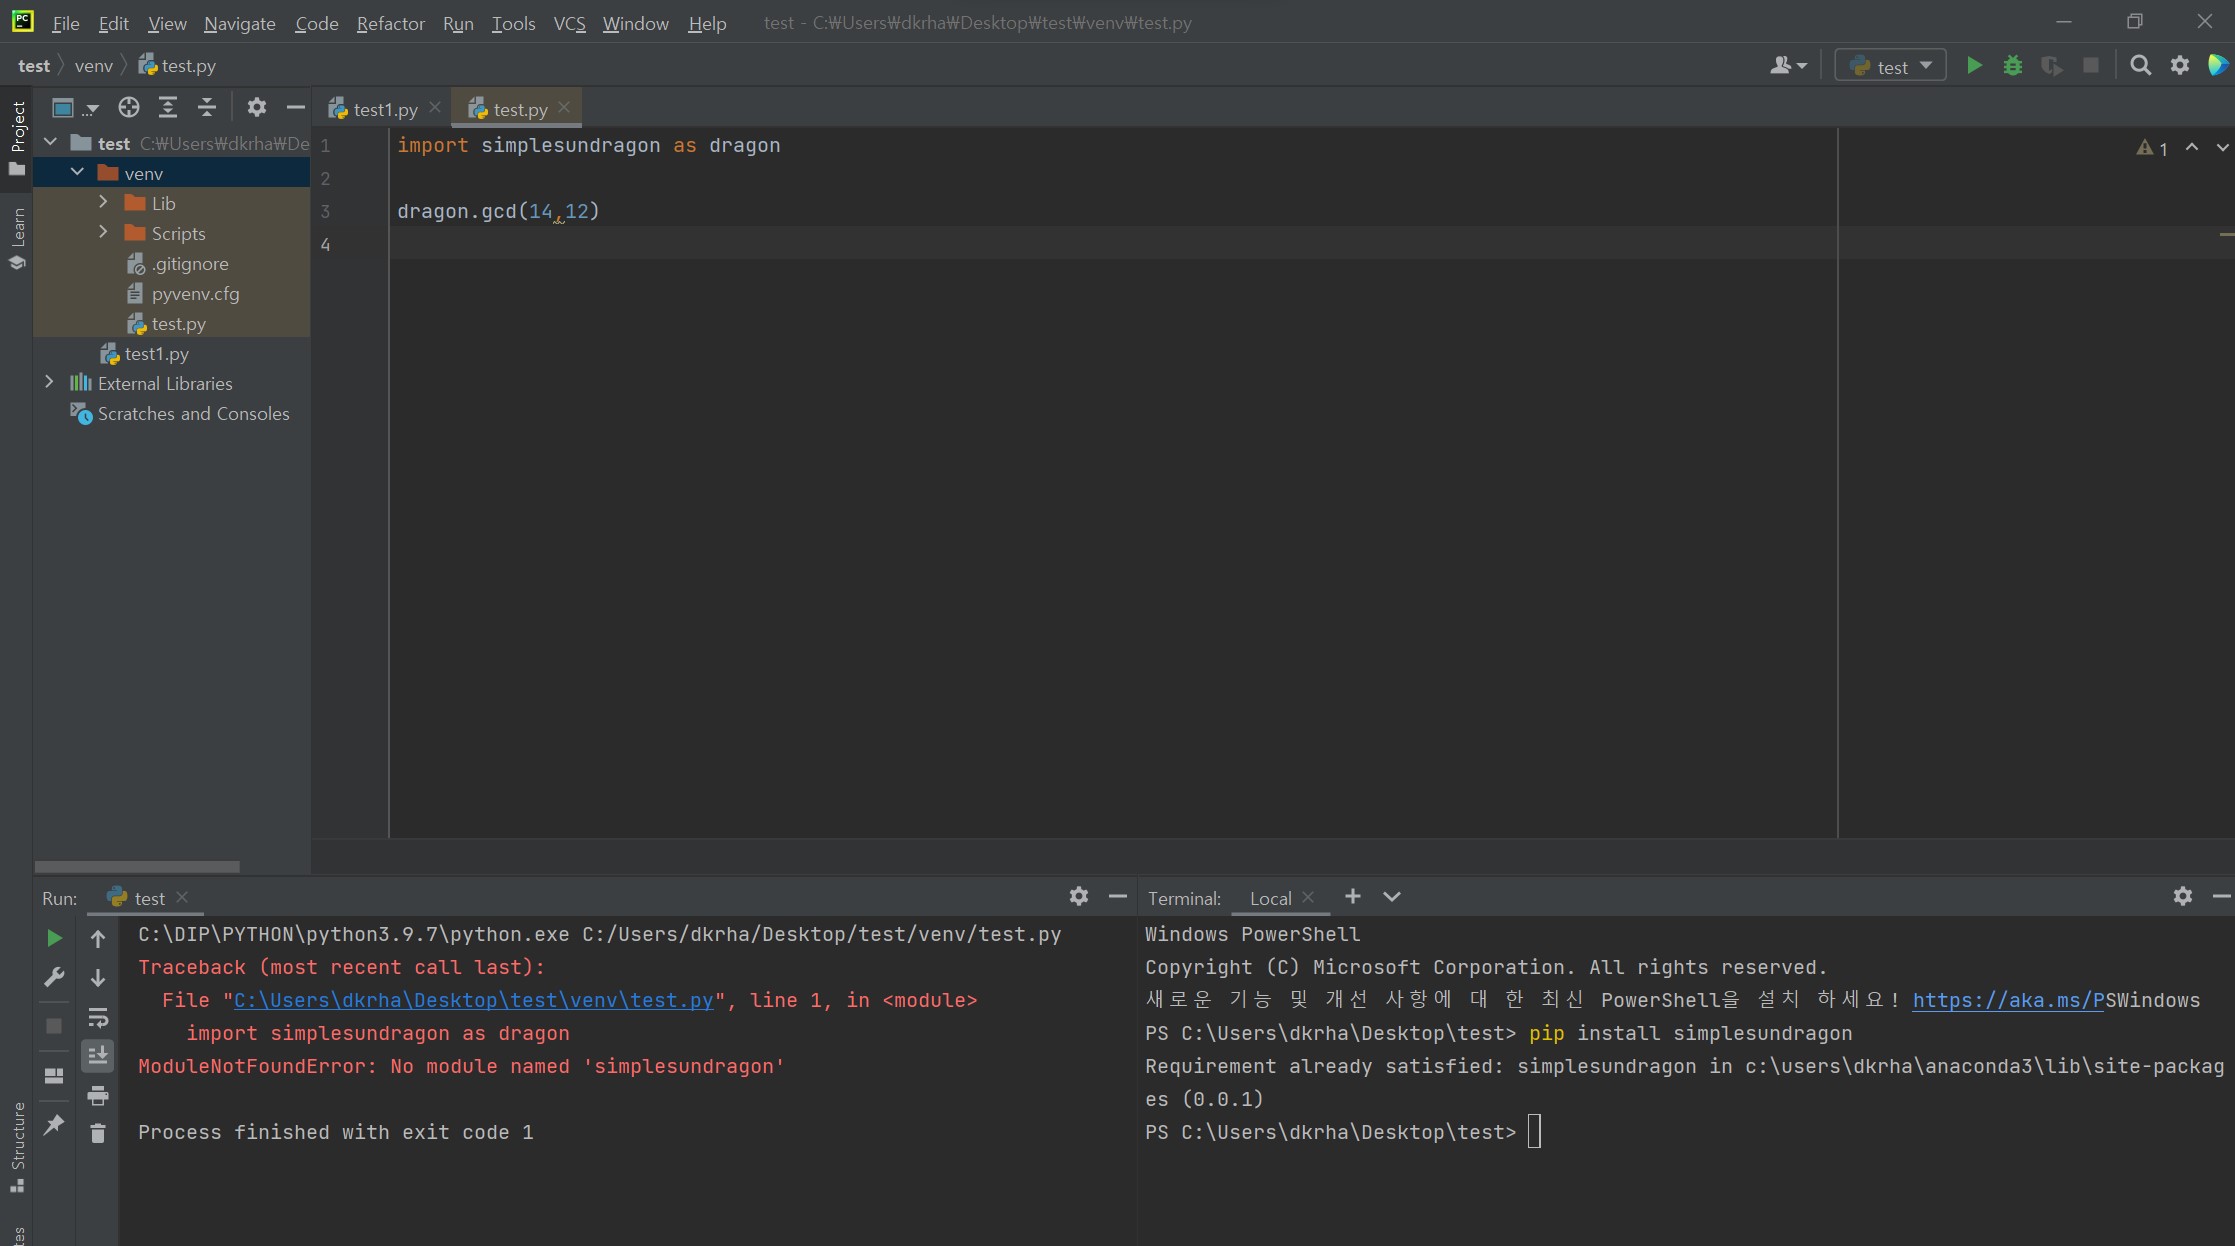 PC File Edit View Navigate Code Refactor Run Tools VCS Window Help test - C:₩Users₩dkrha₩Desktop₩test₩venv₩test.py
test venv test.py
test
Project
Learn
Structure
...
test C:₩Users₩dkrha₩De
venv
Lib
Scripts
.gitignore
pyvenv.cfg
test.py
test1.py
External Libraries
Scratches and Consoles
test1.py test.py
1 import simplesundragon as dragon
2
3 dragon.gcd(14,12)
4
1
Run: test
C:\DIP\PYTHON\python3.9.7\python.exe C:/Users/dkrha/Desktop/test/venv/test.py
Traceback (most recent call last):
File "C:\Users\dkrha\Desktop\test\venv\test.py", line 1, in <module>
import simplesundragon as dragon
ModuleNotFoundError: No module named 'simplesundragon'
Process finished with exit code 1
Terminal: Local
Windows PowerShell
Copyright (C) Microsoft Corporation. All rights reserved.
새로운 기능 및 개선 사항에 대 한 최신 PowerShell을 설치 하세요! https://aka.ms/PSWindows
PS C:\Users\dkrha\Desktop\test> pip install simplesundragon
Requirement already satisfied: simplesundragon in c:\users\dkrha\anaconda3\lib\site-packag
es (0.0.1)
PS C:\Users\dkrha\Desktop\test>